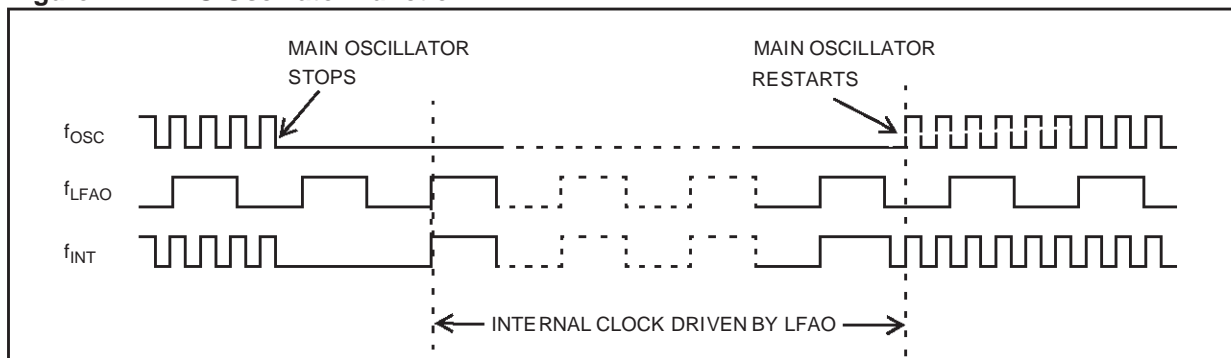 MAIN OSCILLATOR
STOPS
MAIN OSCILLATOR
RESTARTS
fOSC
fLFAO
fINT
INTERNAL CLOCK DRIVEN BY LFAO